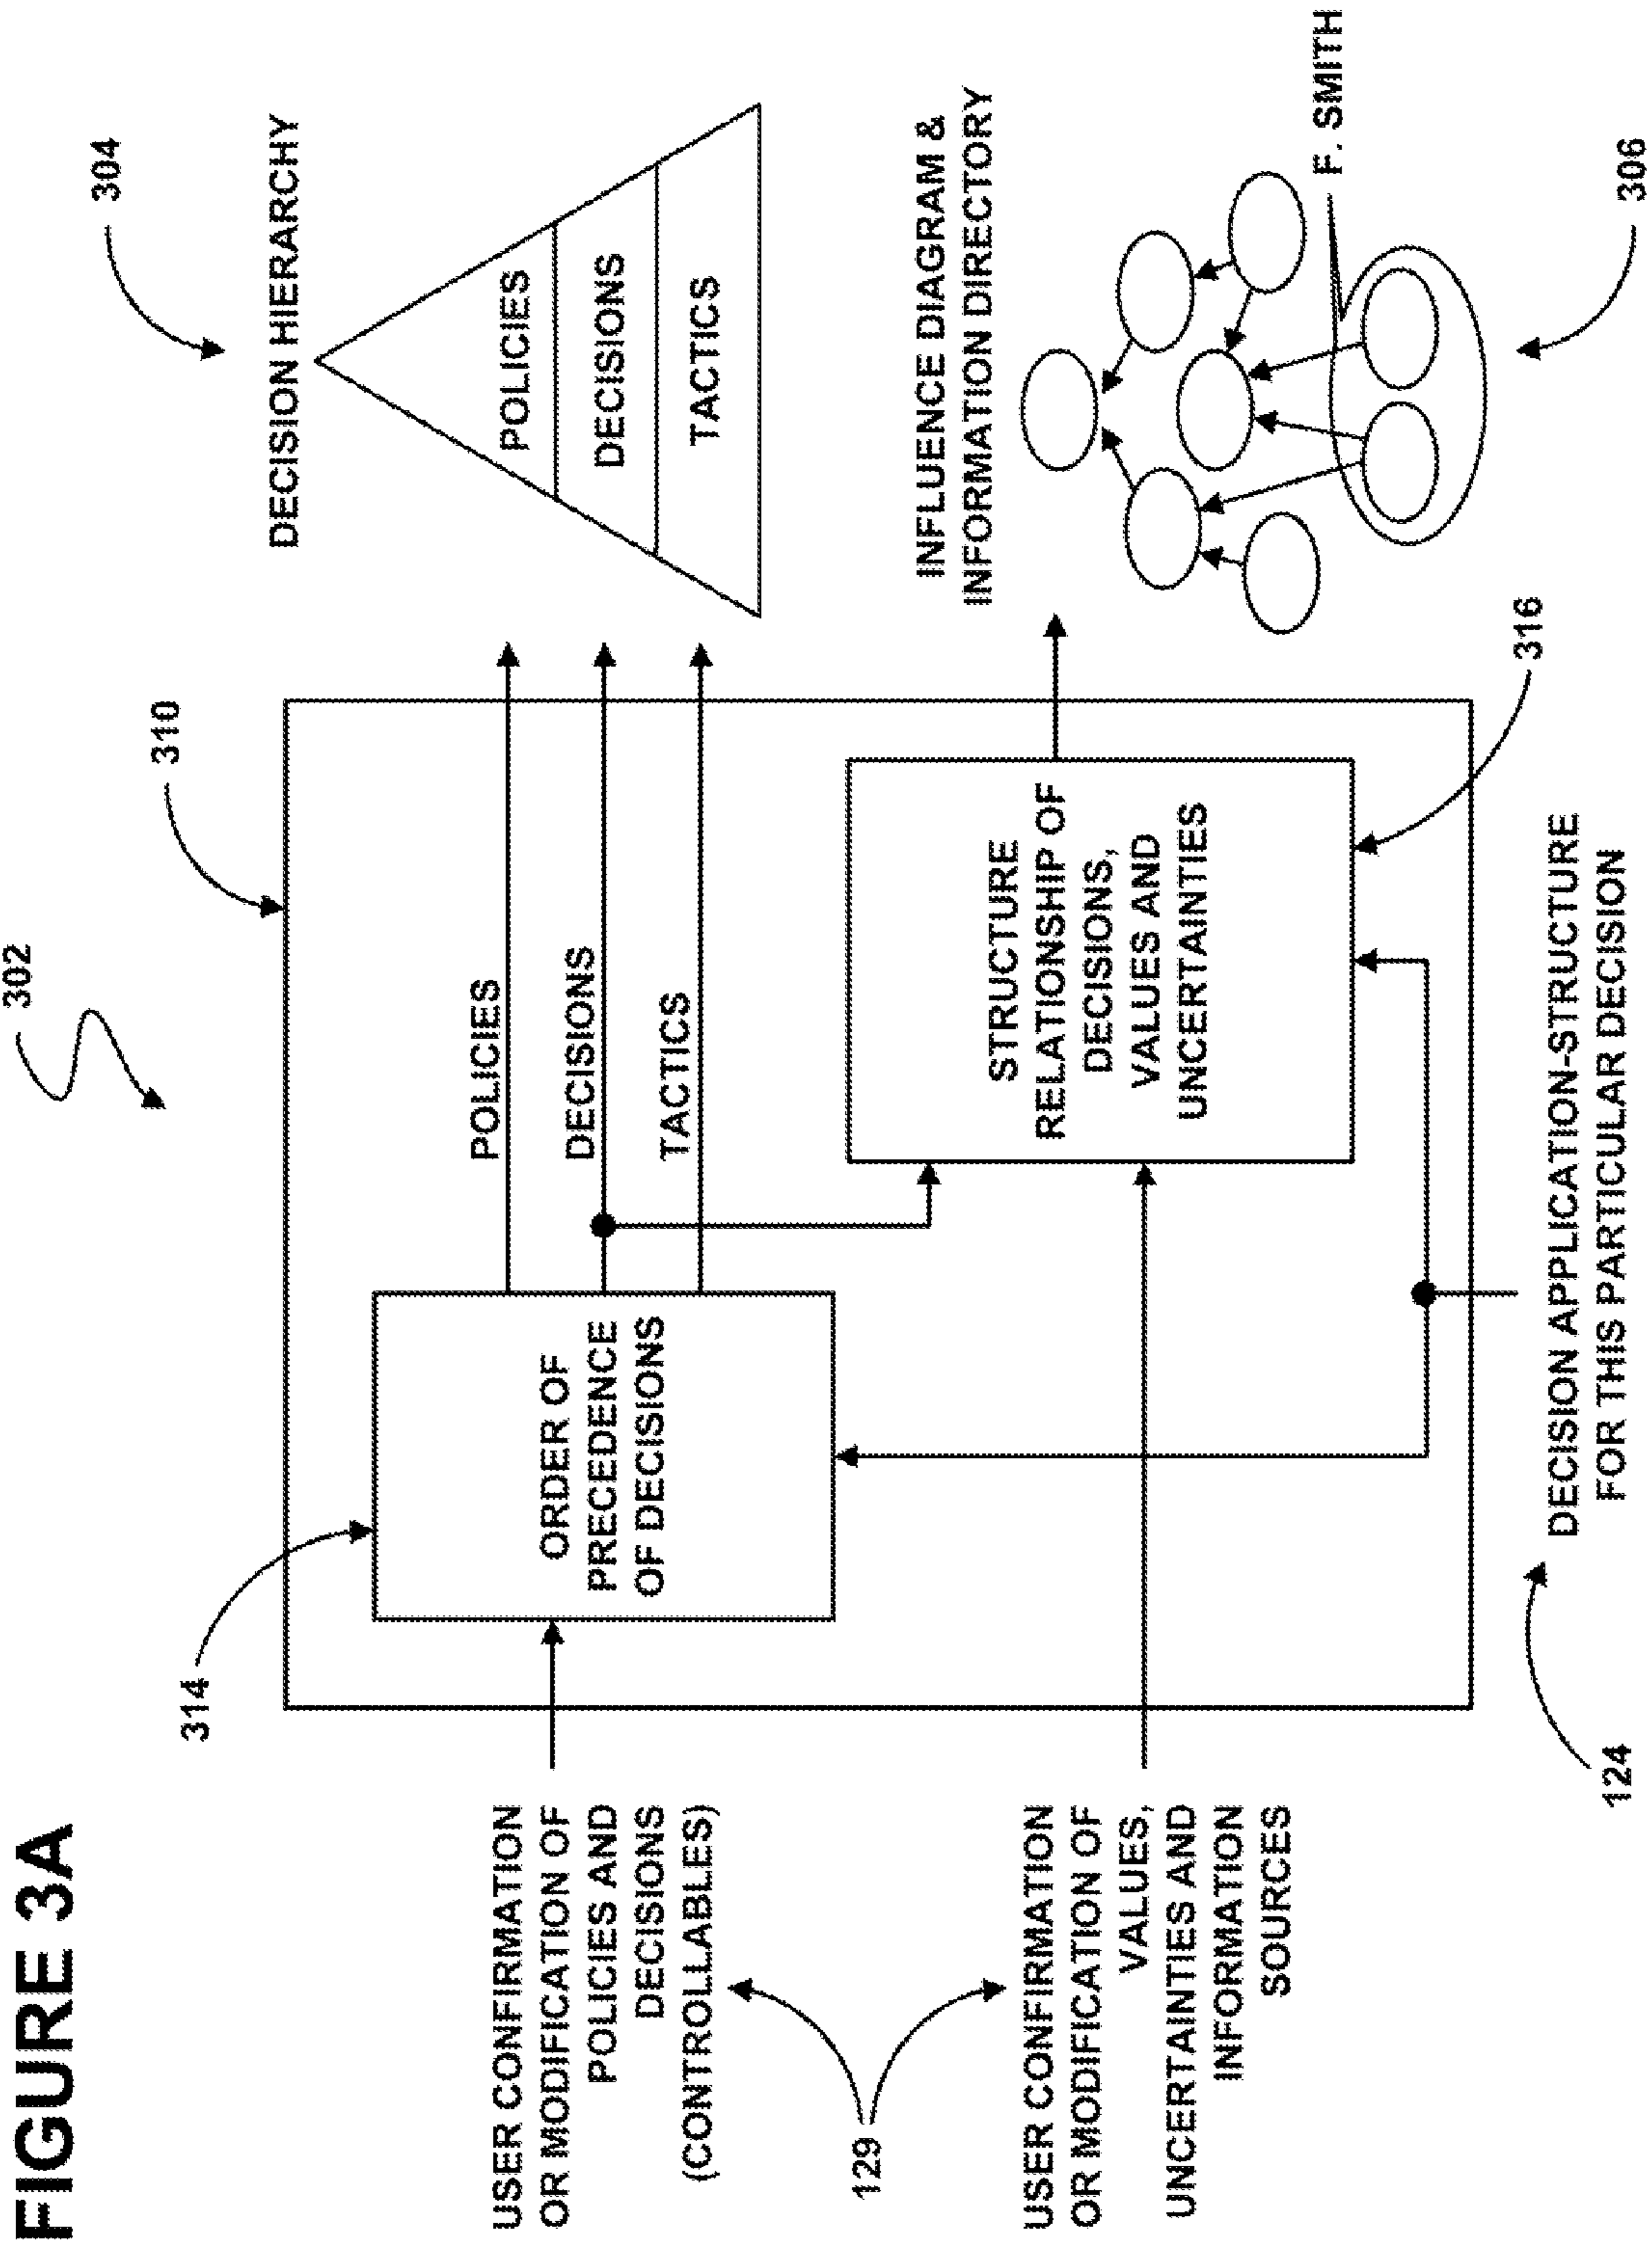 FIGURE 3A
302
304
310
314
DECISION HIERARCHY
POLICIES
DECISIONS
TACTICS
USER CONFIRMATION
OR MODIFICATION OF
POLICIES AND
DECISIONS
(CONTROLLABLES)
ORDER OF
PRECEDENCE
OF DECISIONS
POLICIES
DECISIONS
TACTICS
129
USER CONFIRMATION
OR MODIFICATION OF
VALUES,
UNCERTAINTIES AND
INFORMATION
SOURCES
STRUCTURE
RELATIONSHIP OF
DECISIONS,
VALUES AND
UNCERTAINTIES
INFLUENCE DIAGRAM &
INFORMATION DIRECTORY
F. SMITH
316
306
124
DECISION APPLICATION-STRUCTURE
FOR THIS PARTICULAR DECISION